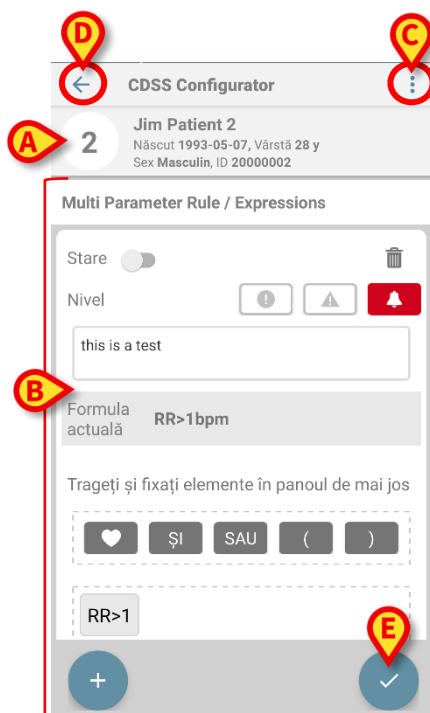 D
C
CDSS Configurator
A
2
Jim Patient 2
Născut 1993-05-07, Vârstă 28 y
Sex Masculin, ID 20000002
Multi Parameter Rule / Expressions
Stare
Nivel
this is a test
B
Formula actuală
RR>1bpm
Trageți și fixați elemente în panoul de mai jos
ȘI SAU ( )
RR>1
E